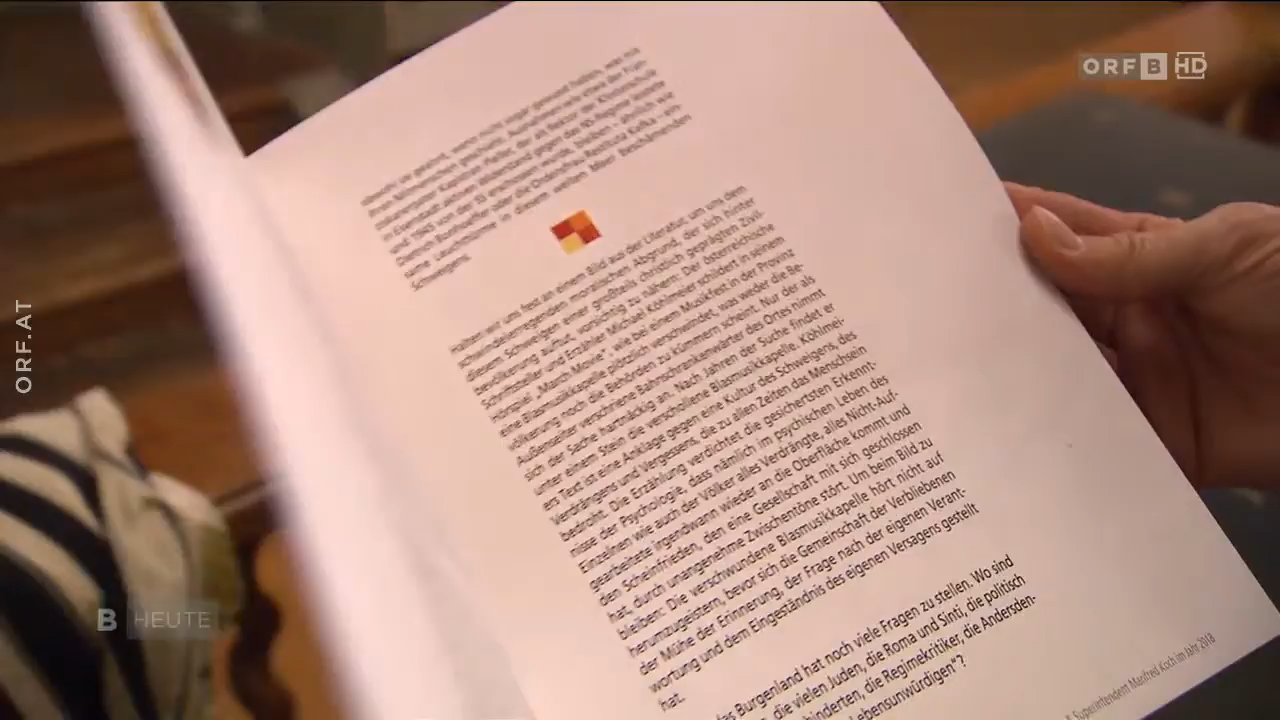 ORF B HD
ORF.AT
B HEUTE
Schweigens.
Halten wir uns fest an einem Bild aus der Literatur, um uns dem
schwindelerregenden moralischen Abgrund, der sich hinter
diesem Schweigen einer großteils christlich geprägten Zivil-
bevölkerung auftut, vorsichtig zu nähern: Der österreichische
Schriftsteller und Erzähler Michael Köhlmeier schildert in seinem
Hörspiel „March-Movie“, wie bei einem Musikfest in der Provinz
eine Blasmusikkapelle plötzlich verschwindet, was weder die Be-
völkerung noch die Behörden zu kümmern scheint. Nur der als
Außenseiter verschriene Bahnschrankenwärter des Ortes nimmt
sich der Sache hartnäckig an. Nach Jahren der Suche findet er
unter einem Stein die verschollene Blasmusikkapelle. Köhlmei-
ers Text ist eine Anklage gegen eine Kultur des Schweigens, des
Verdrängens und Vergessens, die zu allen Zeiten das Menschsein
bedroht. Die Erzählung verdichtet die gesichertsten Erkennt-
nisse der Psychologie, dass nämlich im psychischen Leben des
Einzelnen wie auch der Völker alles Verdrängte, alles Nicht-Auf-
gearbeitete irgendwann wieder an die Oberfläche kommt und
den Scheinfrieden, den eine Gesellschaft mit sich geschlossen
hat, durch unangenehme Zwischentöne stört. Um beim Bild zu
bleiben: Die verschwundene Blasmusikkapelle hört nicht auf
herumzugeistern, bevor sich die Gemeinschaft der Verbliebenen
der Mühe der Erinnerung, der Frage nach der eigenen Verant-
wortung und dem Eingeständnis des eigenen Versagens gestellt
hat.
das Burgenland hat noch viele Fragen zu stellen. Wo sind
die vielen Juden, die Roma und Sinti, die politisch
hinderten, die Regimekritiker, die Andersden-
Lebensunwürdigen“?
Superintendent Manfred Koch im Jahr 2018